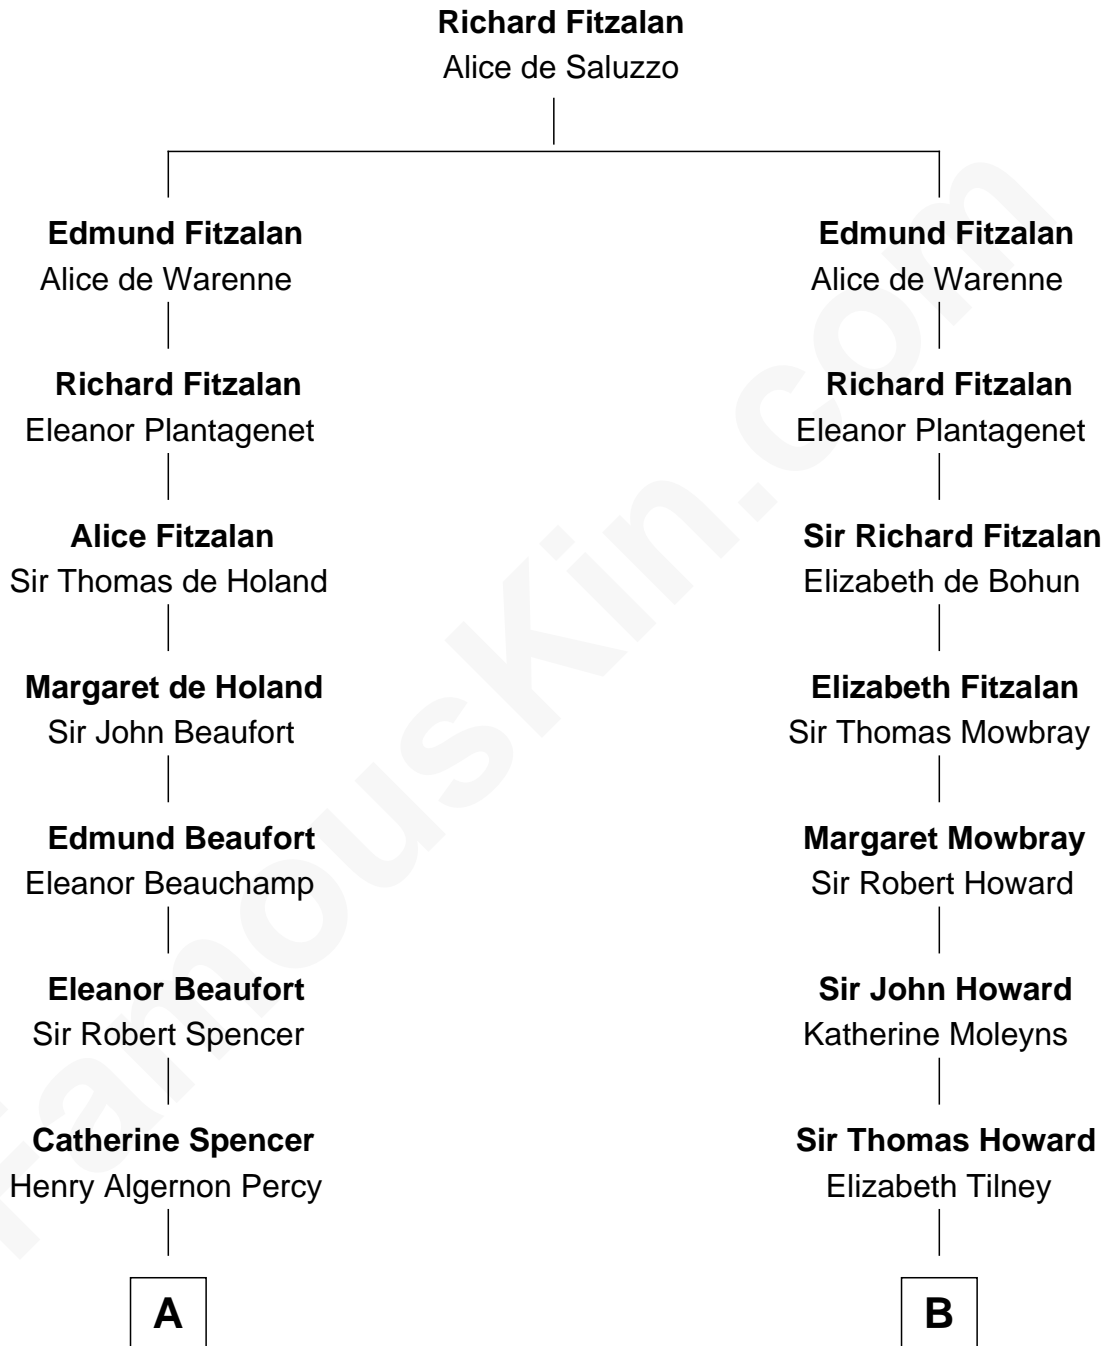 Richard Fitzalan
Alice de Saluzzo
Edmund Fitzalan
Alice de Warenne
Edmund Fitzalan
Alice de Warenne
Richard Fitzalan
Eleanor Plantagenet
Richard Fitzalan
Eleanor Plantagenet
Alice Fitzalan
Sir Thomas de Holand
Sir Richard Fitzalan
Elizabeth de Bohun
Margaret de Holand
Sir John Beaufort
Elizabeth Fitzalan
Sir Thomas Mowbray
Edmund Beaufort
Eleanor Beauchamp
Margaret Mowbray
Sir Robert Howard
Eleanor Beaufort
Sir Robert Spencer
Sir John Howard
Katherine Moleyns
Catherine Spencer
Henry Algernon Percy
Sir Thomas Howard
Elizabeth Tilney
A
B
FamousKin.com